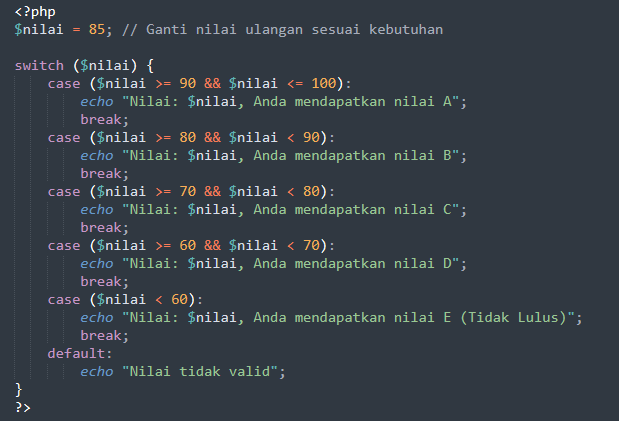 <?php
$nilai = 85; // Ganti nilai ulangan sesuai kebutuhan

switch ($nilai) {
    case ($nilai >= 90 && $nilai <= 100):
        echo "Nilai: $nilai, Anda mendapatkan nilai A";
        break;
    case ($nilai >= 80 && $nilai < 90):
        echo "Nilai: $nilai, Anda mendapatkan nilai B";
        break;
    case ($nilai >= 70 && $nilai < 80):
        echo "Nilai: $nilai, Anda mendapatkan nilai C";
        break;
    case ($nilai >= 60 && $nilai < 70):
        echo "Nilai: $nilai, Anda mendapatkan nilai D";
        break;
    case ($nilai < 60):
        echo "Nilai: $nilai, Anda mendapatkan nilai E (Tidak Lulus)";
        break;
    default:
        echo "Nilai tidak valid";
}
?>